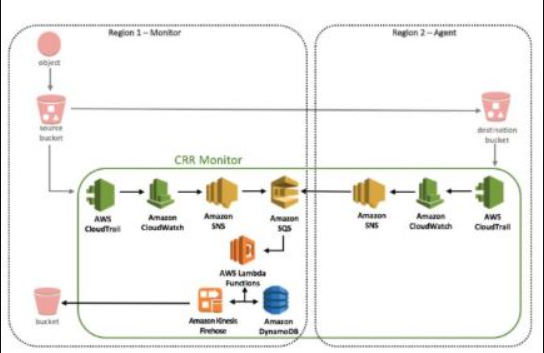 Region 1 – Monitor
Region 2 – Agent
object
source
bucket
destination
bucket
CRR Monitor
AWS
CloudTrail
Amazon
CloudWatch
Amazon
SNS
Amazon
SQS
Amazon
SNS
Amazon
CloudWatch
AWS
CloudTrail
AWS Lambda
Functions
bucket
Amazon Kinesis
Firehose
Amazon
DynamoDB